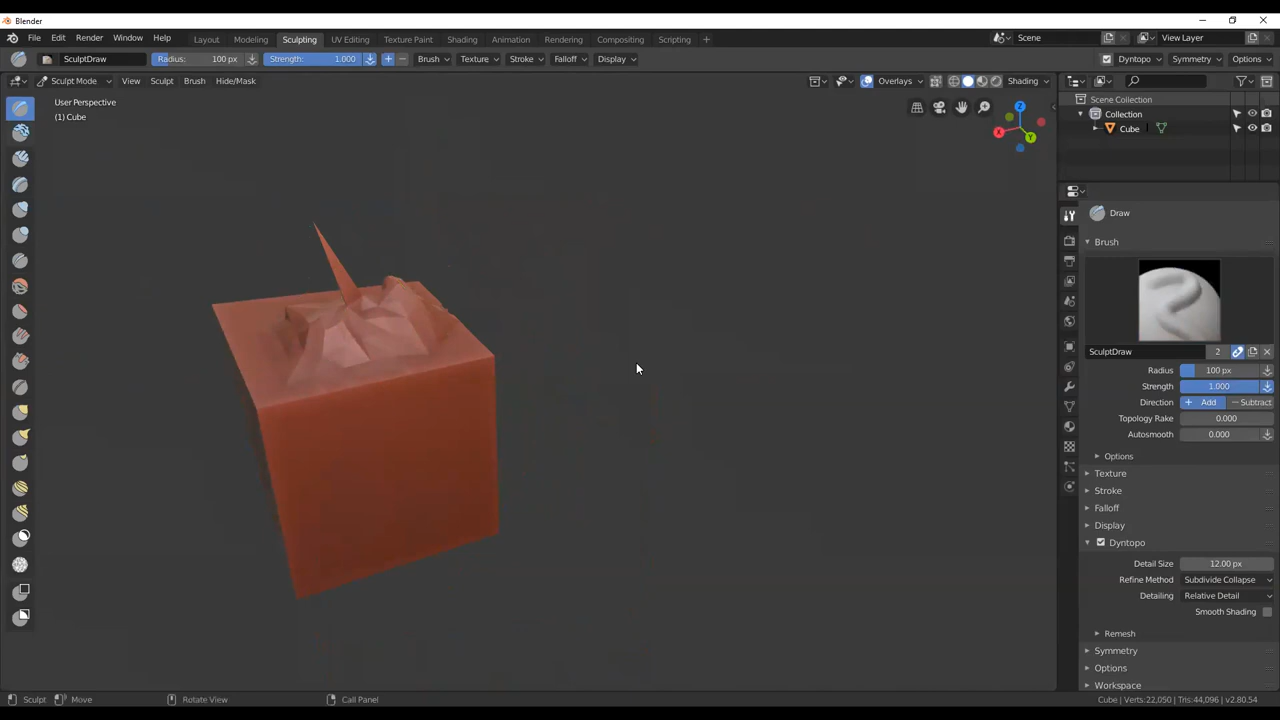 Blender
File Edit Render Window Help Layout Modeling Sculpting UV Editing Texture Paint Shading Animation Rendering Compositing Scripting + Scene View Layer
SculptDraw Radius: 100 px Strength: 1.000 + − Brush Texture Stroke Falloff Display Dyntopo Symmetry Options
Sculpt Mode View Sculpt Brush Hide/Mask Overlays Shading
User Perspective
(1) Cube
Z
X
Y
Scene Collection
Collection
Cube
Draw
Brush
SculptDraw 2
Radius 100 px
Strength 1.000
Direction + Add − Subtract
Topology Rake 0.000
Autosmooth 0.000
Options
Texture
Stroke
Falloff
Display
Dyntopo
Detail Size 12.00 px
Refine Method Subdivide Collapse
Detailing Relative Detail
Smooth Shading
Remesh
Symmetry
Options
Workspace
Sculpt Move Rotate View Call Panel Cube | Verts:22,050 | Tris:44,096 | v2.80.54